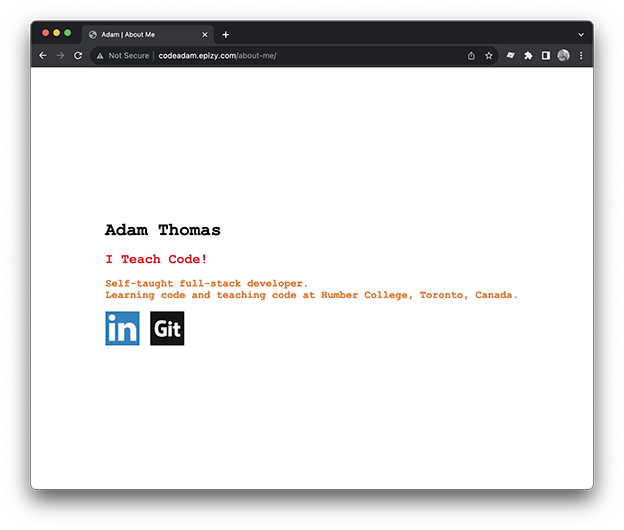 Adam | About Me
Not Secure | codeadam.epizy.com/about-me/
Adam Thomas
I Teach Code!
Self-taught full-stack developer.
Learning code and teaching code at Humber College, Toronto, Canada.
in Git